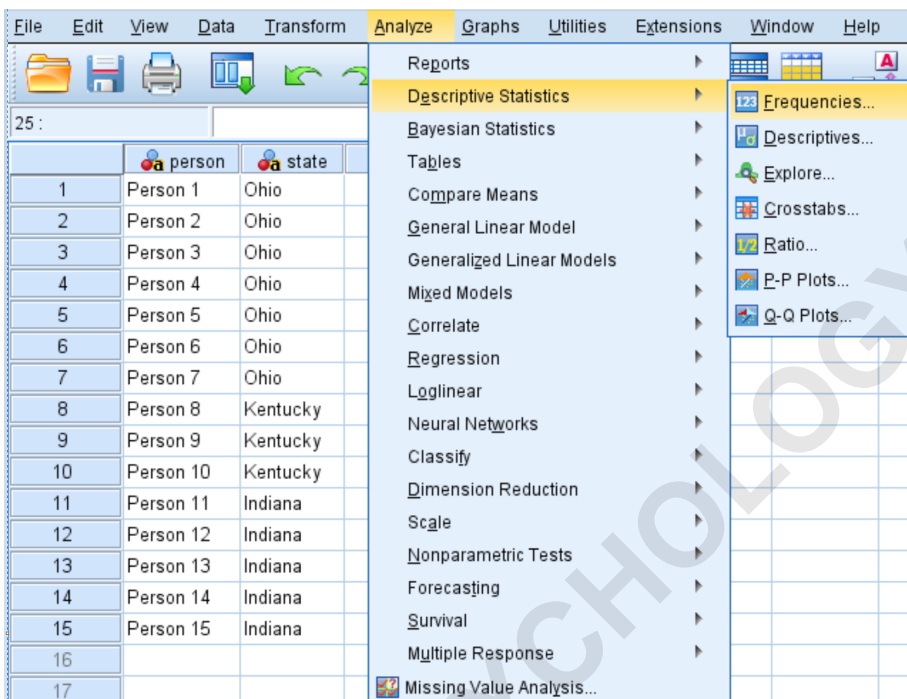 File Edit View Data Transform Analyze Graphs Utilities Extensions Window Help
25 :
person state
1 Person 1 Ohio
2 Person 2 Ohio
3 Person 3 Ohio
4 Person 4 Ohio
5 Person 5 Ohio
6 Person 6 Ohio
7 Person 7 Ohio
8 Person 8 Kentucky
9 Person 9 Kentucky
10 Person 10 Kentucky
11 Person 11 Indiana
12 Person 12 Indiana
13 Person 13 Indiana
14 Person 14 Indiana
15 Person 15 Indiana
16
17
Reports
Descriptive Statistics
Bayesian Statistics
Tables
Compare Means
General Linear Model
Generalized Linear Models
Mixed Models
Correlate
Regression
Loglinear
Neural Networks
Classify
Dimension Reduction
Scale
Nonparametric Tests
Forecasting
Survival
Multiple Response
Missing Value Analysis...
A
123 Frequencies...
Descriptives...
Explore...
Crosstabs...
1/2 Ratio...
P-P Plots...
Q-Q Plots...